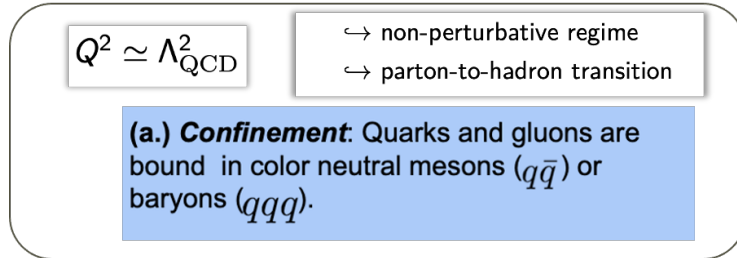 Q² ≃ Λ²_QCD
↪ non-perturbative regime
↪ parton-to-hadron transition
(a.) Confinement: Quarks and gluons are
bound in color neutral mesons (qq̄) or
baryons (qqq).